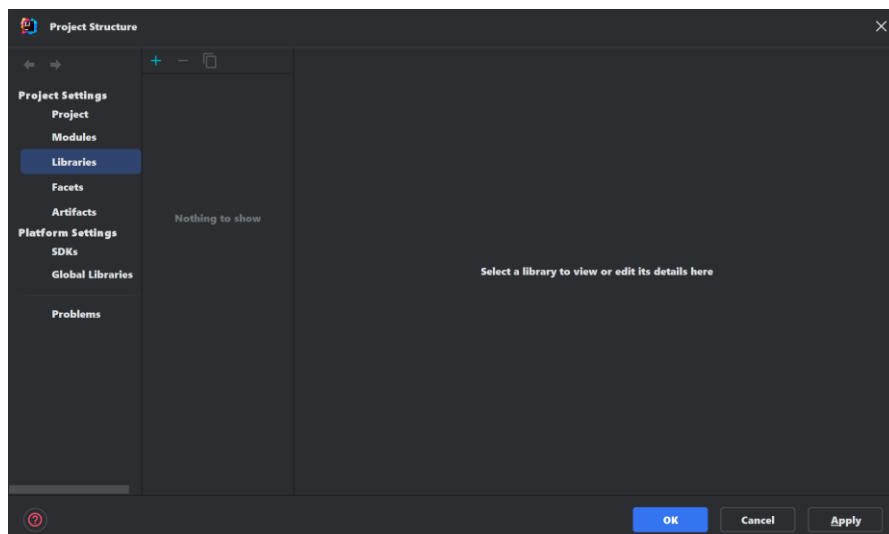 Project Structure
Project Settings
Project
Modules
Libraries
Facets
Artifacts
Platform Settings
SDKs
Global Libraries
Problems
Nothing to show
Select a library to view or edit its details here
?
OK
Cancel
Apply